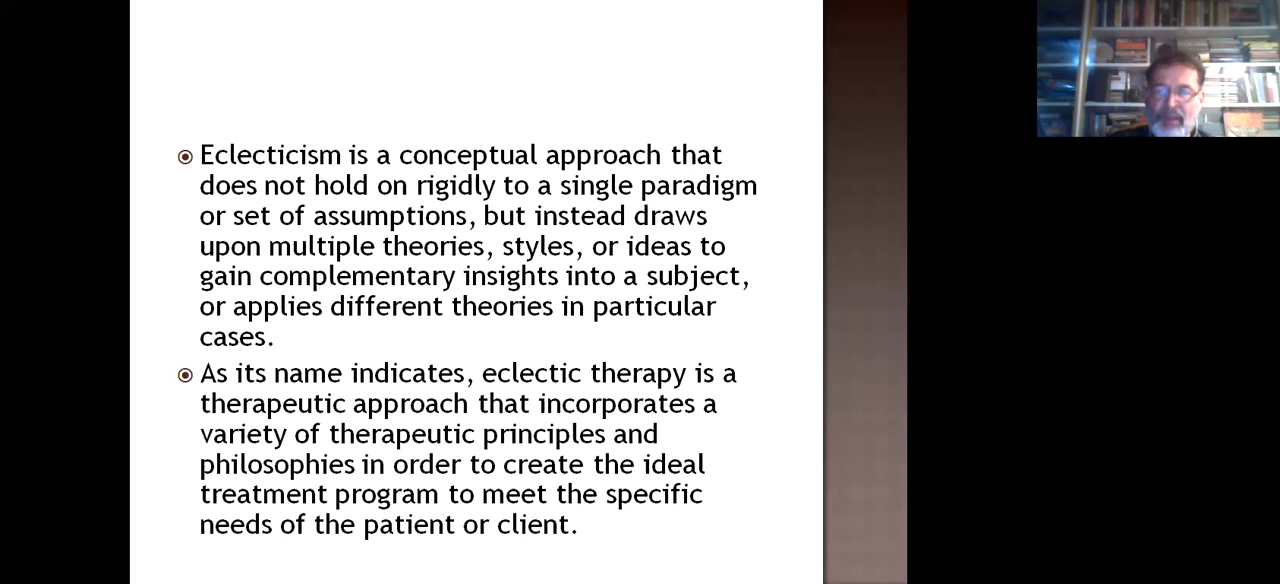 Eclecticism is a conceptual approach that
does not hold on rigidly to a single paradigm
or set of assumptions, but instead draws
upon multiple theories, styles, or ideas to
gain complementary insights into a subject,
or applies different theories in particular
cases.
As its name indicates, eclectic therapy is a
therapeutic approach that incorporates a
variety of therapeutic principles and
philosophies in order to create the ideal
treatment program to meet the specific
needs of the patient or client.